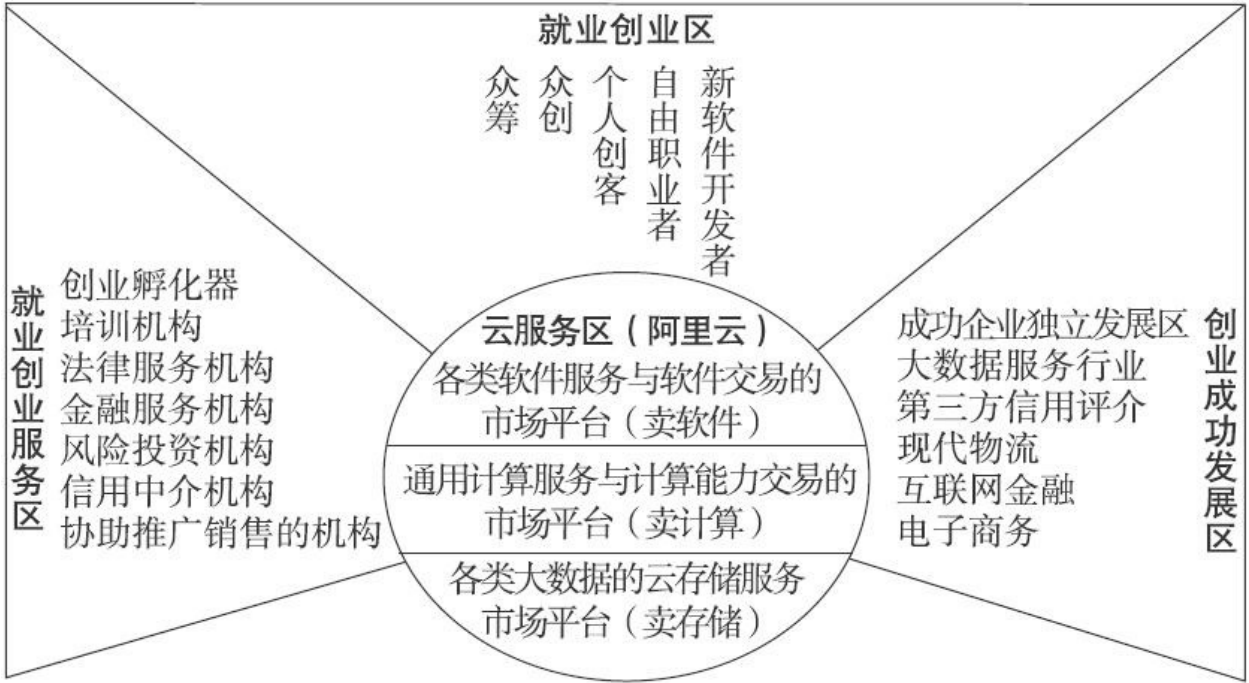 就业创业区
众筹
众创
个人创客
自由职业者
新软件开发者
就业创业服务区
创业孵化器
培训机构
法律服务机构
金融服务机构
风险投资机构
信用中介机构
协助推广销售的机构
云服务区（阿里云）
各类软件服务与软件交易的
市场平台（卖软件）
通用计算服务与计算能力交易的
市场平台（卖计算）
各类大数据的云存储服务
市场平台（卖存储）
成功企业独立发展区
大数据服务行业
第三方信用评介
现代物流
互联网金融
电子商务
创业成功发展区